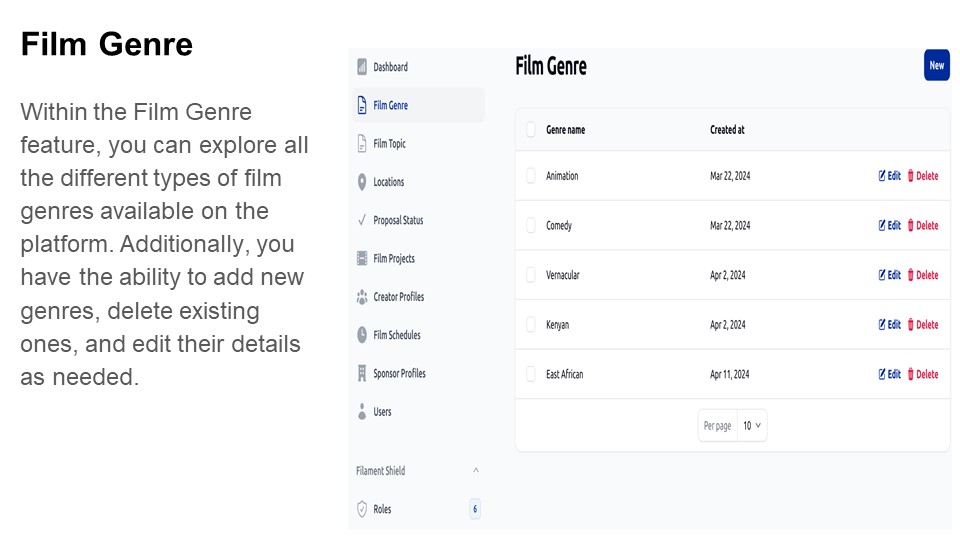 Film Genre
Within the Film Genre
feature, you can explore all
the different types of film
genres available on the
platform. Additionally, you
have the ability to add new
genres, delete existing
ones, and edit their details
as needed.
Dashboard
Film Genre
Film Topic
Locations
Proposal Status
Film Projects
Creator Profiles
Film Schedules
Sponsor Profiles
Users
Filament Shield
Roles 6
Film Genre New
Genre name Created at
Animation Mar 22, 2024 Edit Delete
Comedy Mar 22, 2024 Edit Delete
Vernacular Apr 2, 2024 Edit Delete
Kenyan Apr 2, 2024 Edit Delete
East African Apr 11, 2024 Edit Delete
Per page 10